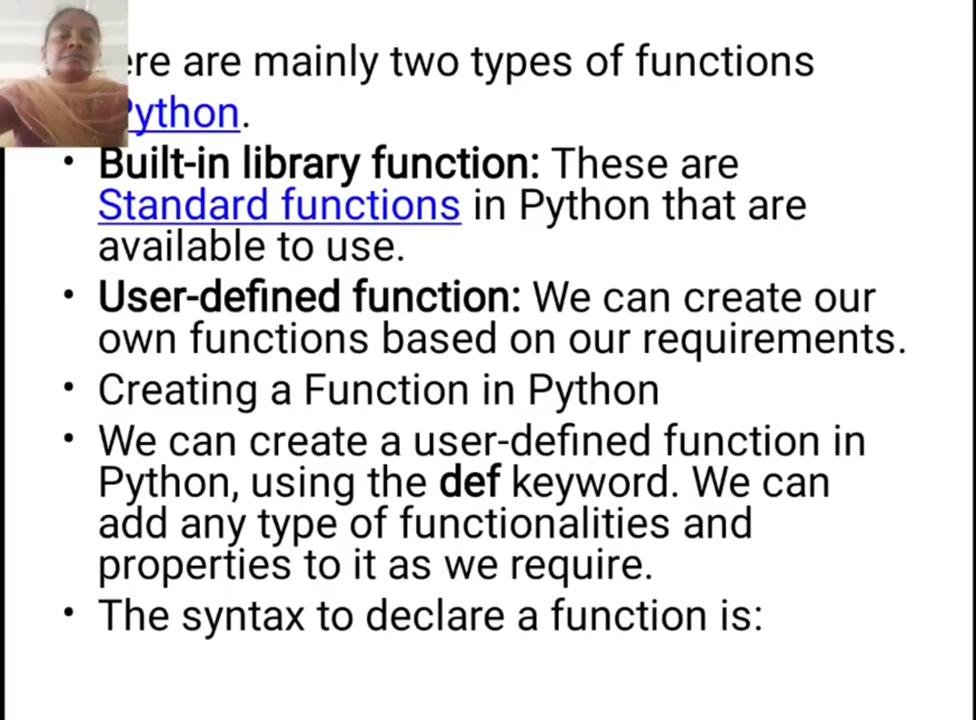 ere are mainly two types of functions
Python.
• Built-in library function: These are
Standard functions in Python that are
available to use.
• User-defined function: We can create our
own functions based on our requirements.
• Creating a Function in Python
• We can create a user-defined function in
Python, using the def keyword. We can
add any type of functionalities and
properties to it as we require.
• The syntax to declare a function is: